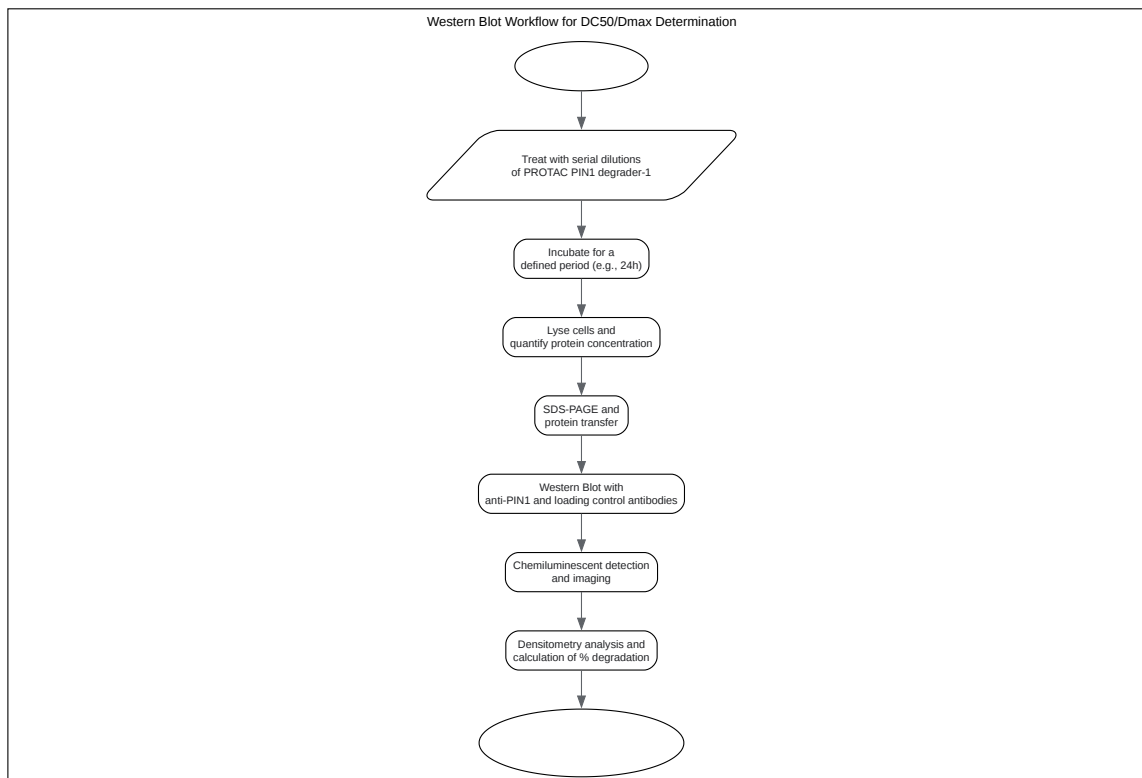 Western Blot Workflow for DC50/Dmax Determination
Treat with serial dilutions
of PROTAC PIN1 degrader-1
Incubate for a
defined period (e.g., 24h)
Lyse cells and
quantify protein concentration
SDS-PAGE and
protein transfer
Western Blot with
anti-PIN1 and loading control antibodies
Chemiluminescent detection
and imaging
Densitometry analysis and
calculation of % degradation